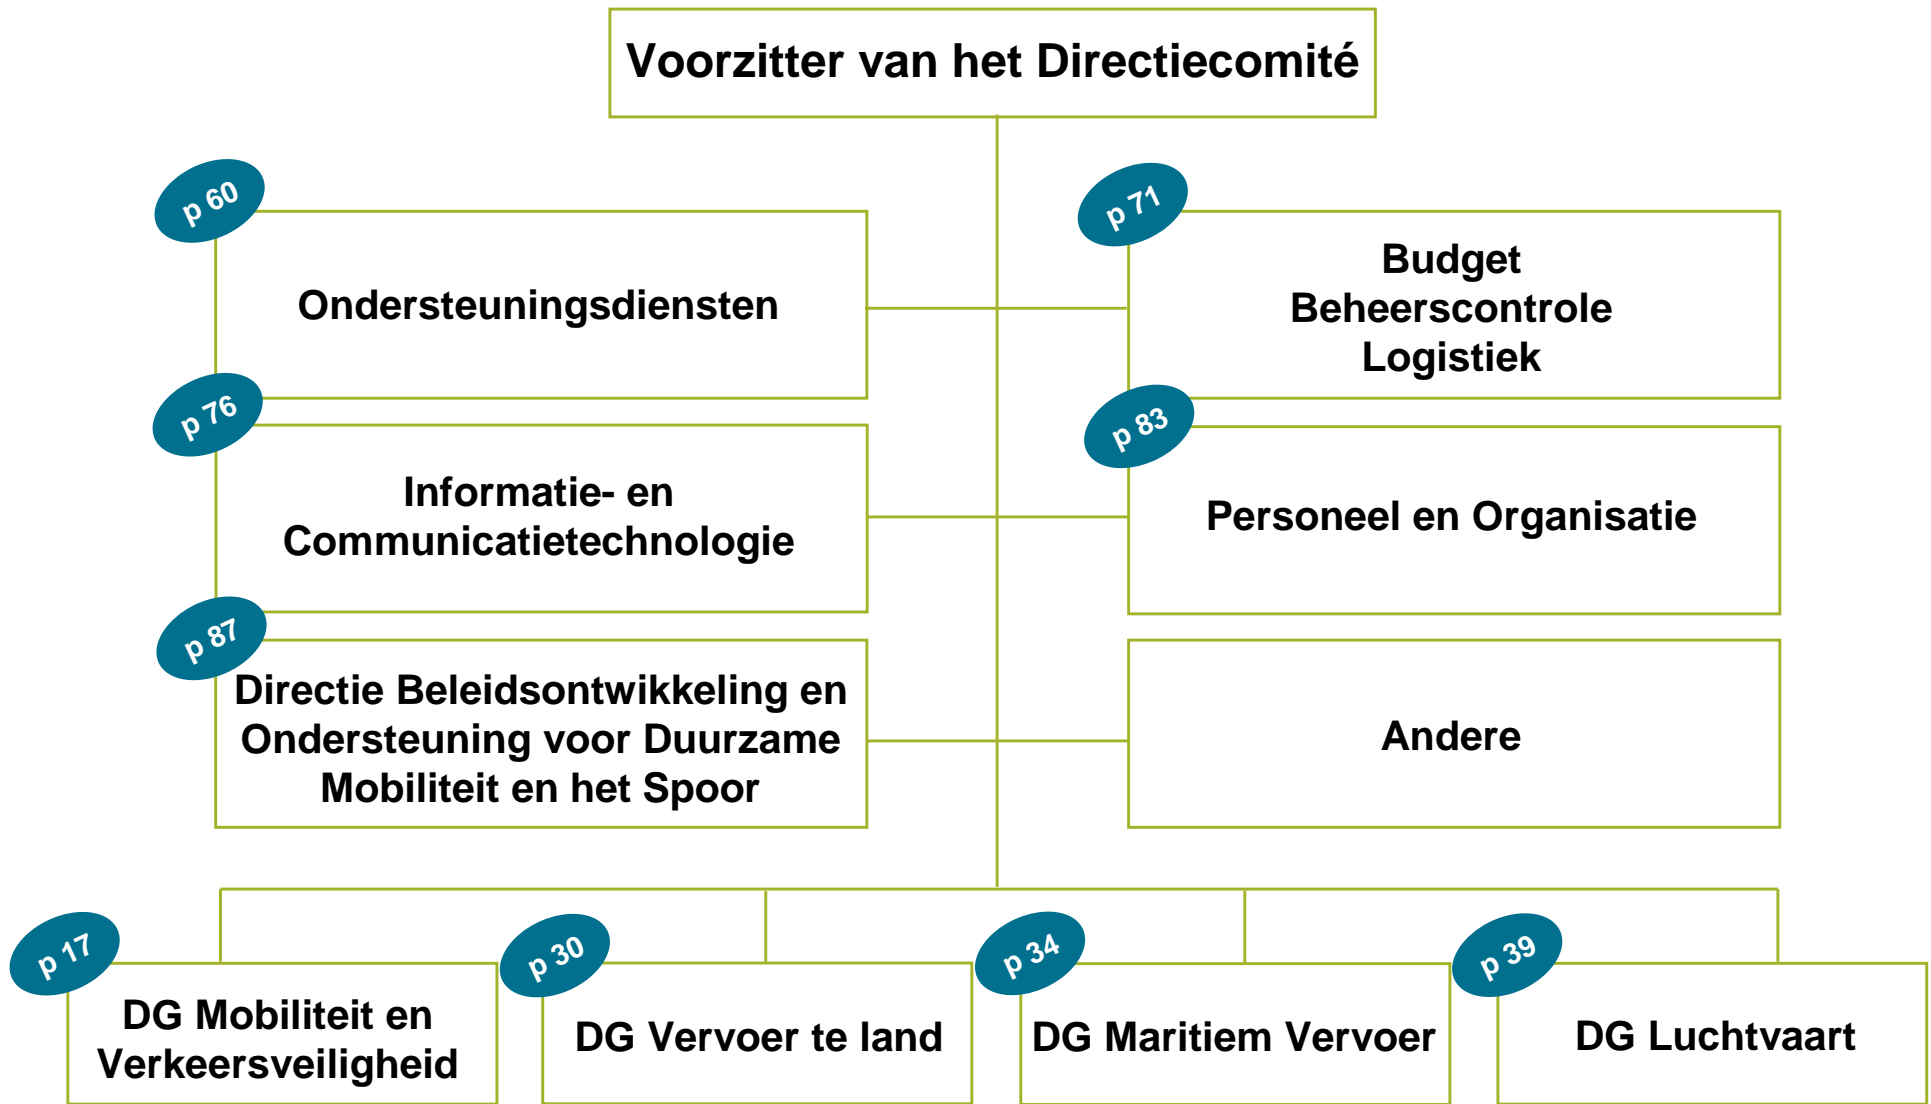 Voorzitter van het Directiecomité
p 60
Ondersteuningsdiensten
p 71
Budget
Beheerscontrole
Logistiek
p 76
Informatie- en
Communicatietechnologie
p 83
Personeel en Organisatie
p 87
Directie Beleidsontwikkeling en
Ondersteuning voor Duurzame
Mobiliteit en het Spoor
Andere
p 17
DG Mobiliteit en
Verkeersveiligheid
p 30
DG Vervoer te land
p 34
DG Maritiem Vervoer
p 39
DG Luchtvaart